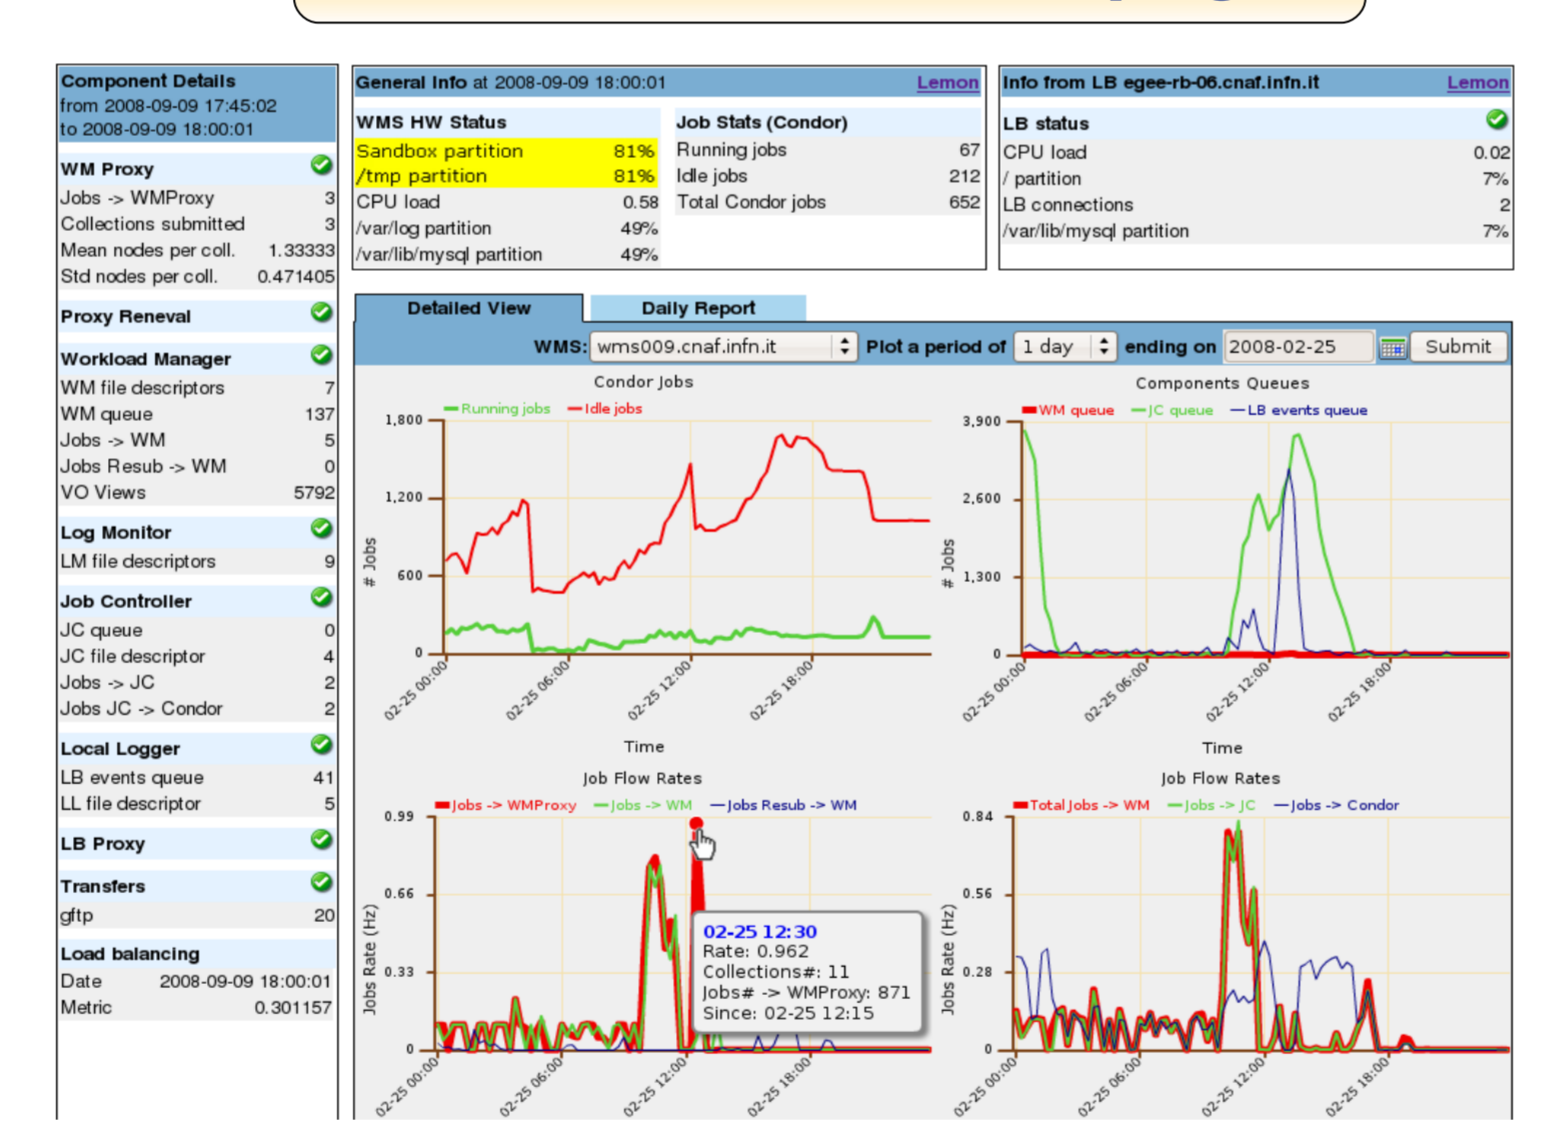 Component Details
from 2008-09-09 17:45:02
to 2008-09-09 18:00:01
WM Proxy
Jobs -> WMProxy 3
Collections submitted 3
Mean nodes per coll. 1.33333
Std nodes per coll. 0.471405
Proxy Reneval
Workload Manager
WM file descriptors 7
WM queue 137
Jobs -> WM 5
Jobs Resub -> WM 0
VO Views 5792
Log Monitor
LM file descriptors 9
Job Controller
JC queue 0
JC file descriptor 4
Jobs -> JC 2
Jobs JC -> Condor 2
Local Logger
LB events queue 41
LL file descriptor 5
LB Proxy
Transfers
gftp 20
Load balancing
Date 2008-09-09 18:00:01
Metric 0.301157
General Info at 2008-09-09 18:00:01 Lemon
WMS HW Status
Sandbox partition 81%
/tmp partition 81%
CPU load 0.58
/var/log partition 49%
/var/lib/mysql partition 49%
Job Stats (Condor)
Running jobs 67
Idle jobs 212
Total Condor jobs 652
Info from LB egee-rb-06.cnaf.infn.it Lemon
LB status
CPU load 0.02
/ partition 7%
LB connections 2
/var/lib/mysql partition 7%
Detailed View Daily Report
WMS: wms009.cnaf.infn.it Plot a period of 1 day ending on 2008-02-25 Submit
Condor Jobs
Running jobs Idle jobs
# Jobs
1,800
1,200
600
0
02-25 00:00 02-25 06:00 02-25 12:00 02-25 18:00
Time
Components Queues
WM queue JC queue LB events queue
# Jobs
3,900
2,600
1,300
0
02-25 00:00 02-25 06:00 02-25 12:00 02-25 18:00
Time
Job Flow Rates
Jobs -> WMProxy Jobs -> WM Jobs Resub -> WM
Jobs Rate (Hz)
0.99
0.66
0.33
0
02-25 12:30
Rate: 0.962
Collections#: 11
Jobs# -> WMProxy: 871
Since: 02-25 12:15
02-25 00:00 02-25 06:00 02-25 12:00 02-25 18:00
Job Flow Rates
Total Jobs -> WM Jobs -> JC Jobs -> Condor
Jobs Rate (Hz)
0.84
0.56
0.28
0
02-25 00:00 02-25 06:00 02-25 12:00 02-25 18:00